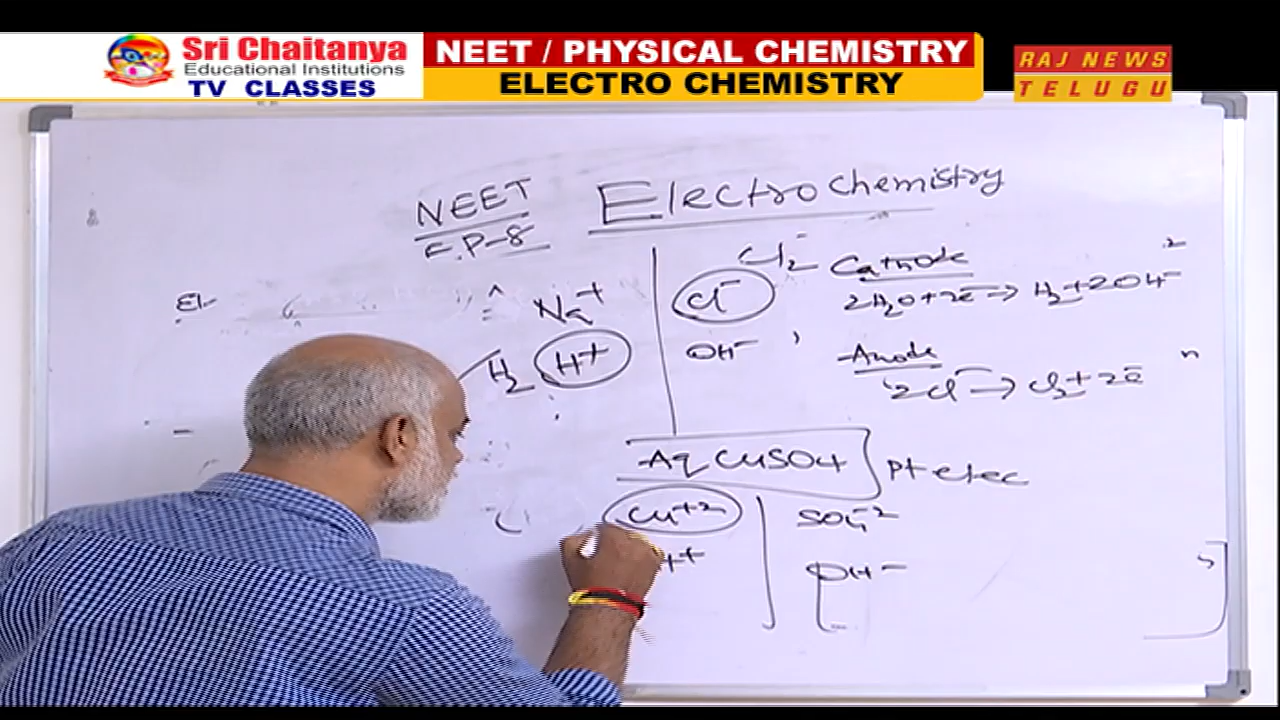 Sri Chaitanya
Educational Institutions
TV CLASSES
NEET / PHYSICAL CHEMISTRY
ELECTRO CHEMISTRY
RAJ NEWS
TELUGU
NEET
E.P-8
ElectroChemistry
Na⁺
H₂ H⁺
Cl₂
Cl⁻
OH⁻
Cathode
2H₂O+2e⁻ → H₂+2OH⁻
Anode
2Cl⁻ → Cl₂+2e⁻
Aq CuSO4 Pt elec
Cu⁺²
SO₄⁻²
OH⁻